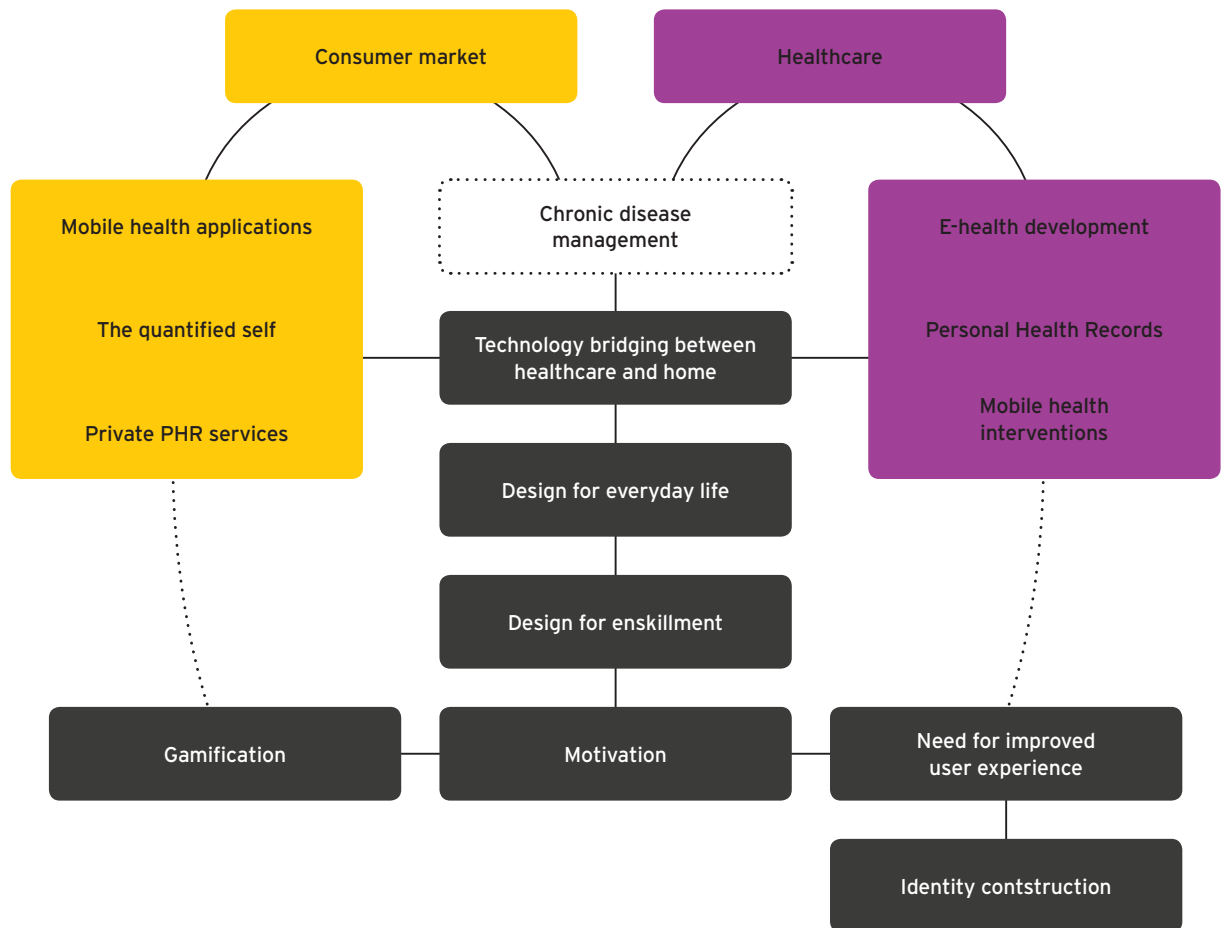 Consumer market
Healthcare
Mobile health applications
The quantified self
Private PHR services
Chronic disease
management
E-health development
Personal Health Records
Mobile health
interventions
Technology bridging between
healthcare and home
Design for everyday life
Design for enskillment
Gamification
Motivation
Need for improved
user experience
Identity contstruction